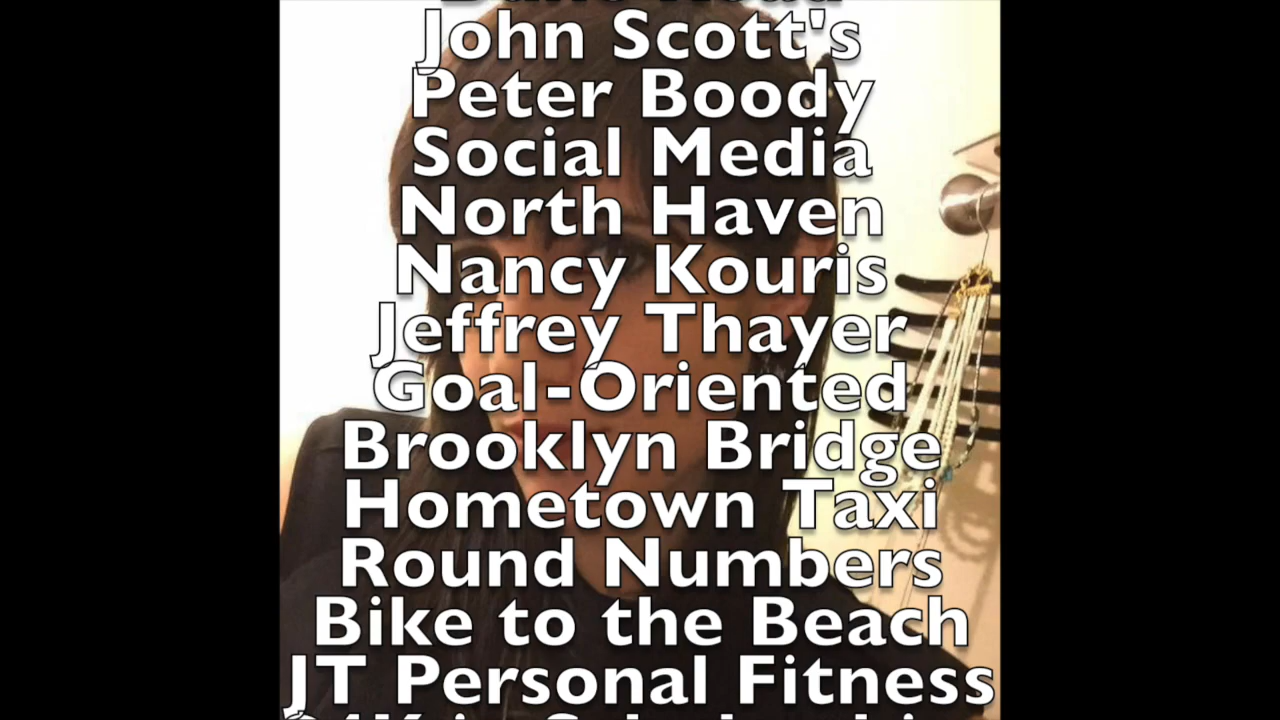 John Scott's
Peter Boody
Social Media
North Haven
Nancy Kouris
Jeffrey Thayer
Goal-Oriented
Brooklyn Bridge
Hometown Taxi
Round Numbers
Bike to the Beach
JT Personal Fitness